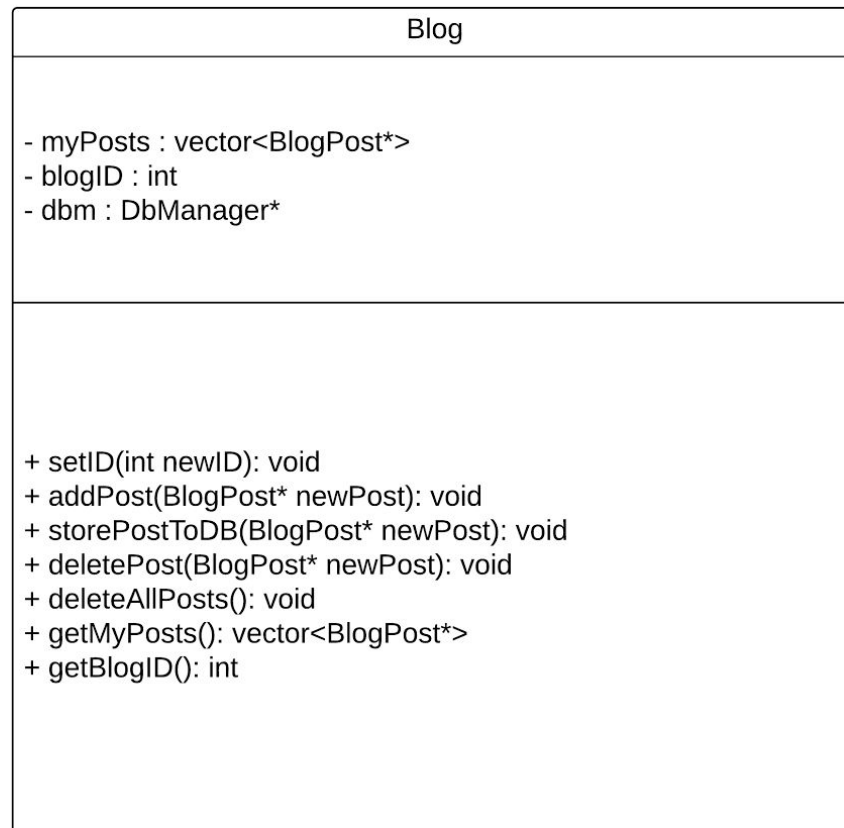 Blog
- myPosts : vector<BlogPost*>
- blogID : int
- dbm : DbManager*
+ setID(int newID): void
+ addPost(BlogPost* newPost): void
+ storePostToDB(BlogPost* newPost): void
+ deletePost(BlogPost* newPost): void
+ deleteAllPosts(): void
+ getMyPosts(): vector<BlogPost*>
+ getBlogID(): int